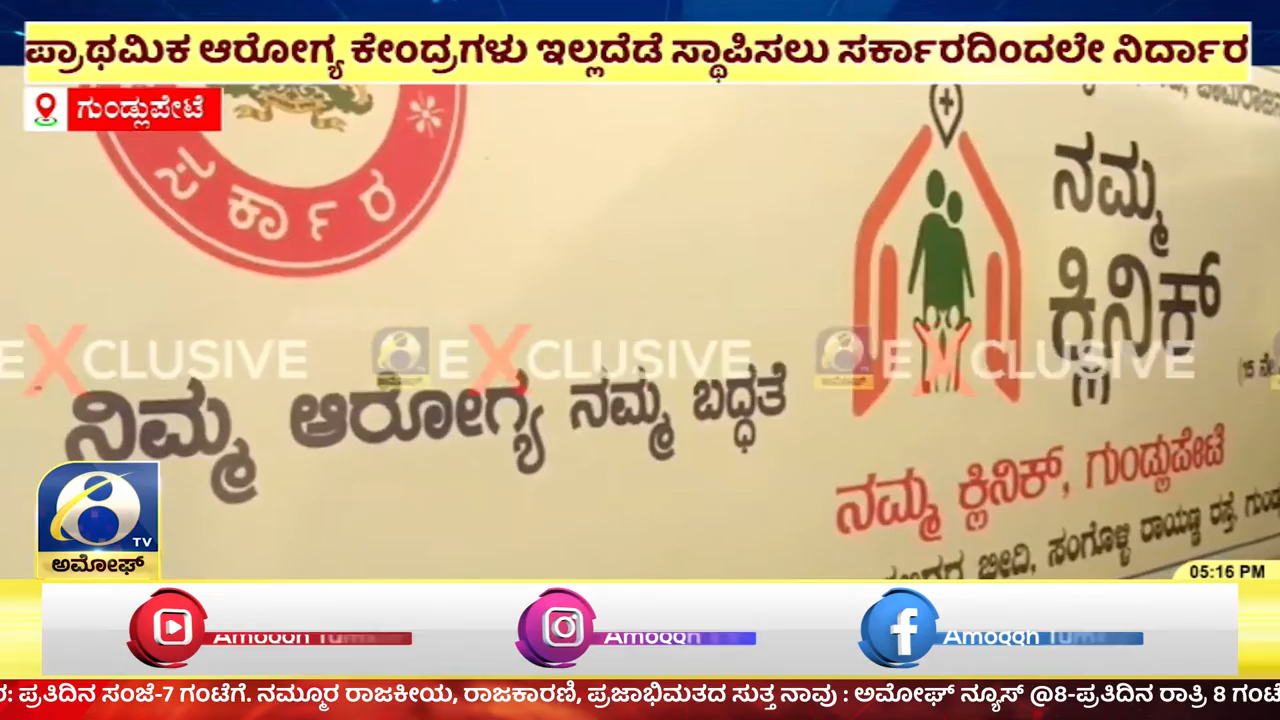 ಪ್ರಾಥಮಿಕ ಆರೋಗ್ಯ ಕೇಂದ್ರಗಳು ಇಲ್ಲದೆಡೆ ಸ್ಥಾಪಿಸಲು ಸರ್ಕಾರದಿಂದಲೇ ನಿರ್ದಾರ
ಗುಂಡ್ಲುಪೇಟೆ
ಸರ್ಕಾರ
ನಮ್ಮ
ಕ್ಲಿನಿಕ್
EXCLUSIVE EXCLUSIVE EXCLUSIVE
ನಿಮ್ಮ ಆರೋಗ್ಯ ನಮ್ಮ ಬದ್ಧತೆ
ನಮ್ಮ ಕ್ಲಿನಿಕ್, ಗುಂಡ್ಲುಪೇಟೆ
ಬೀದಿ, ಸಂಗೊಳ್ಳಿ ರಾಯಣ್ಣ ರಸ್ತೆ,
TV
ಅಮೋಘ್
05:16 PM
ಪ್ರತಿದಿನ ಸಂಜೆ-7 ಗಂಟೆಗೆ. ನಮ್ಮೂರ ರಾಜಕೀಯ, ರಾಜಕಾರಣಿ, ಪ್ರಜಾಭಿಮತದ ಸುತ್ತ ನಾವು : ಅಮೋಘ್ ನ್ಯೂಸ್ @8-ಪ್ರತಿದಿನ ರಾತ್ರಿ 8 ಗಂಟೆ